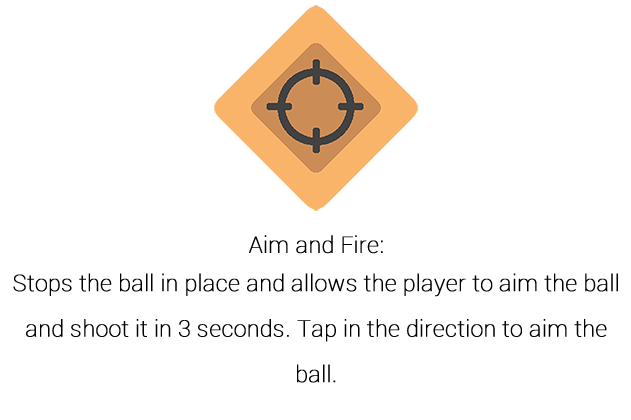 Aim and Fire:
Stops the ball in place and allows the player to aim the ball
and shoot it in 3 seconds. Tap in the direction to aim the
ball.